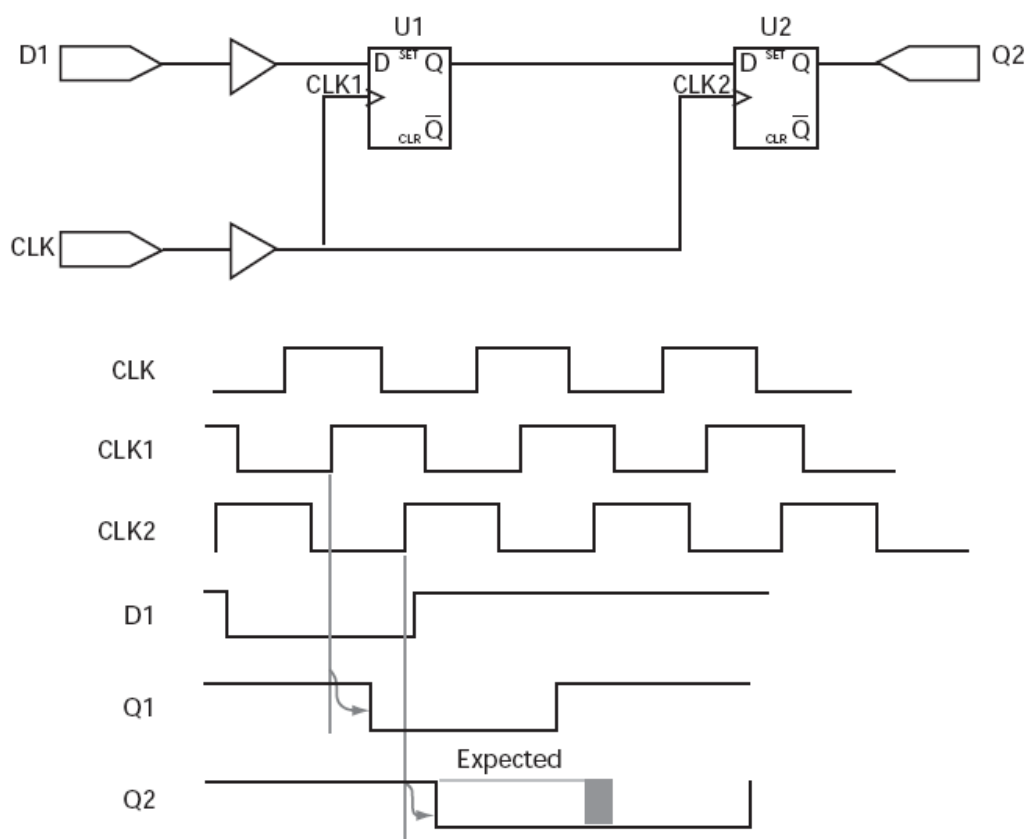 U1
U2
D1
D SET Q
CLK1
CLR Q̅
D SET Q
CLK2
CLR Q̅
Q2
CLK
CLK
CLK1
CLK2
D1
Q1
Expected
Q2